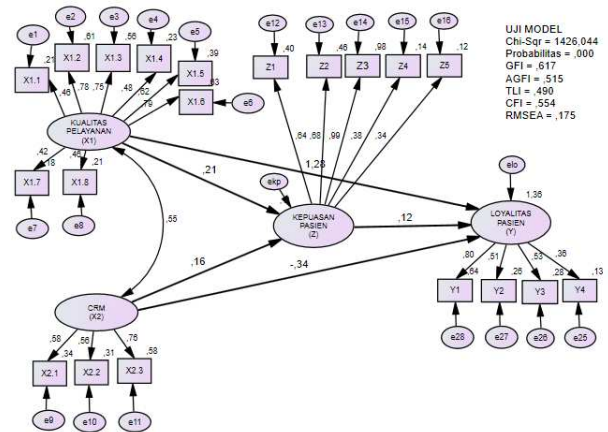 e1
e2
e3
e4
e5
,21
,61
,56
,23
,39
X1.1
X1.2
X1.3
X1.4
X1.5
,63
X1.6
e6
,46
,78
,75
,48
,62
,79
KUALITAS
PELAYANAN
(X1)
,42
,18
,46
,21
X1.7
X1.8
e7
e8
,55
e12
e13
e14
e15
e16
,40
,46
,98
,14
,12
Z1
Z2
Z3
Z4
Z5
,64
,68
,99
,38
,34
UJI MODEL
Chi-Sqr = 1426,044
Probabilitas = ,000
GFI = ,617
AGFI = ,515
TLI = ,490
CFI = ,554
RMSEA = ,175
,21
1,28
ekp
KEPUASAN
PASIEN
(Z)
,12
elo
1,36
LOYALITAS
PASIEN
(Y)
,16
-,34
CRM
(X2)
,58
,56
,76
,34
,31
,58
X2.1
X2.2
X2.3
e9
e10
e11
,80
,51
,53
,36
,64
,26
,28
,13
Y1
Y2
Y3
Y4
e28
e27
e26
e25